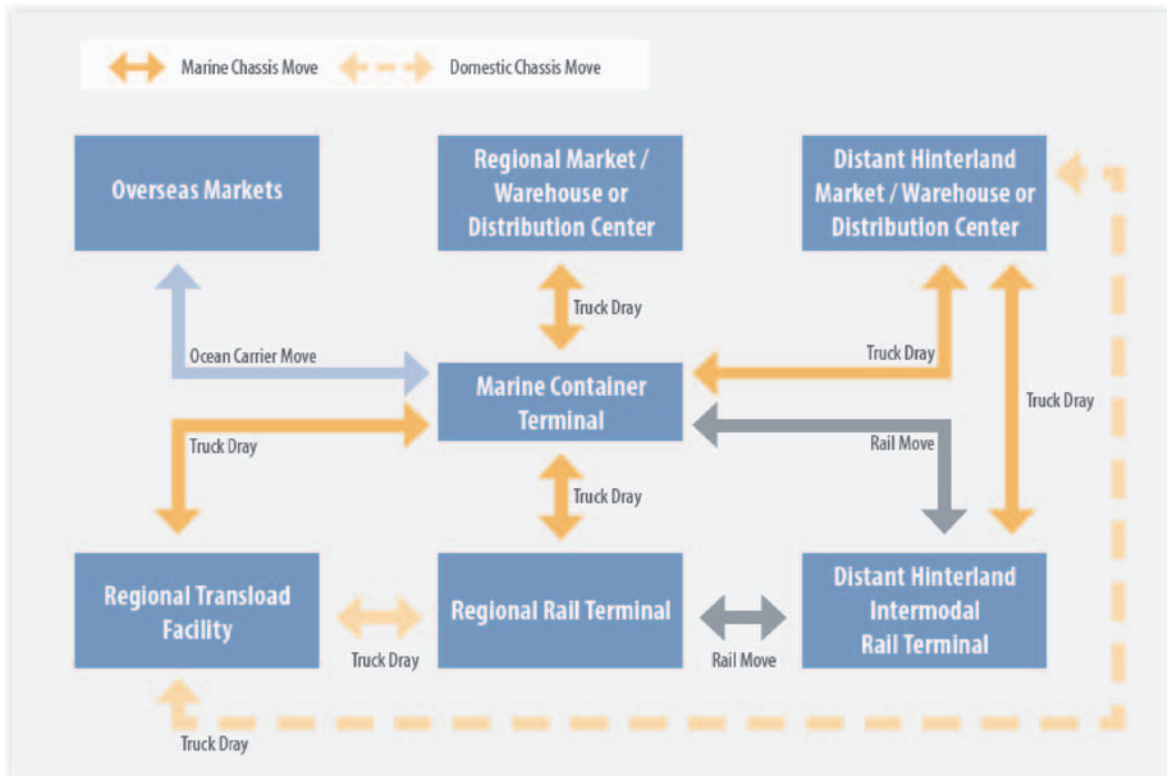 Marine Chassis Move
Domestic Chassis Move
Overseas Markets
Regional Market /
Warehouse or
Distribution Center
Distant Hinterland
Market / Warehouse or
Distribution Center
Truck Dray
Ocean Carrier Move
Truck Dray
Marine Container
Terminal
Truck Dray
Truck Dray
Rail Move
Truck Dray
Regional Transload
Facility
Regional Rail Terminal
Distant Hinterland
Intermodal
Rail Terminal
Truck Dray
Rail Move
Truck Dray